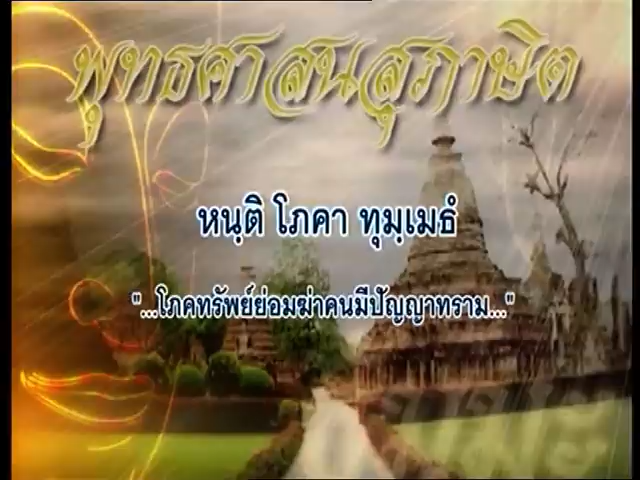 พุทธศาสนสุภาษิต
หนฺติ โภคา ทุมฺเมธํ
"...โภคทรัพย์ย่อมฆ่าคนมีปัญญาทราม..."